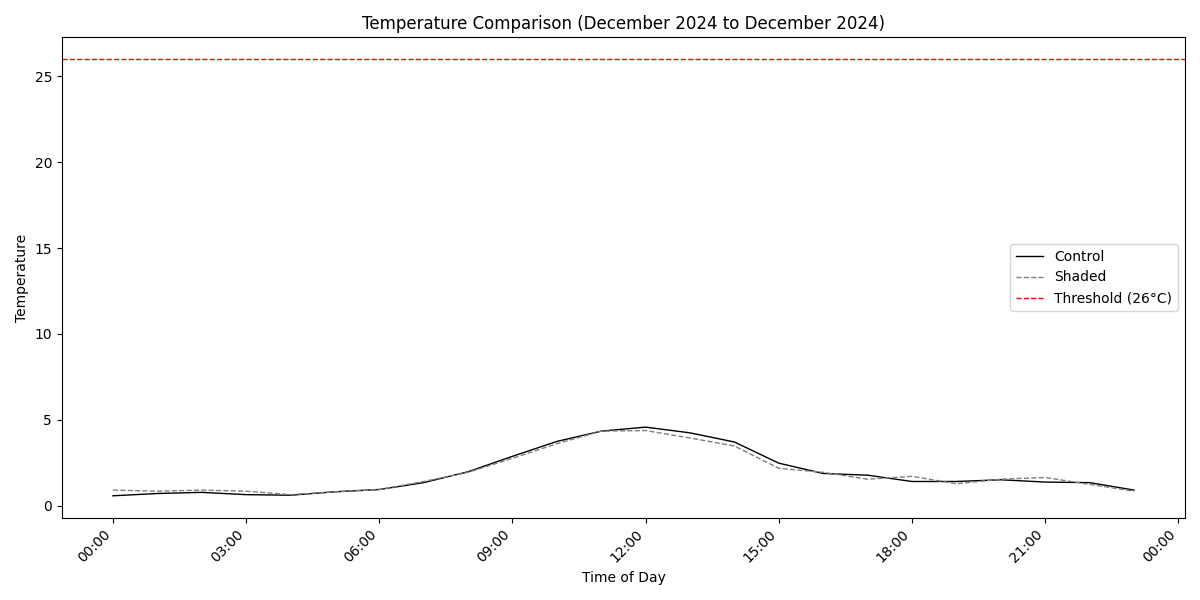 Temperature Comparison (December 2024 to December 2024)
25
20
15
10
5
0
Temperature
Control
Shaded
Threshold (26°C)
00:00
03:00
06:00
09:00
12:00
15:00
18:00
21:00
00:00
Time of Day